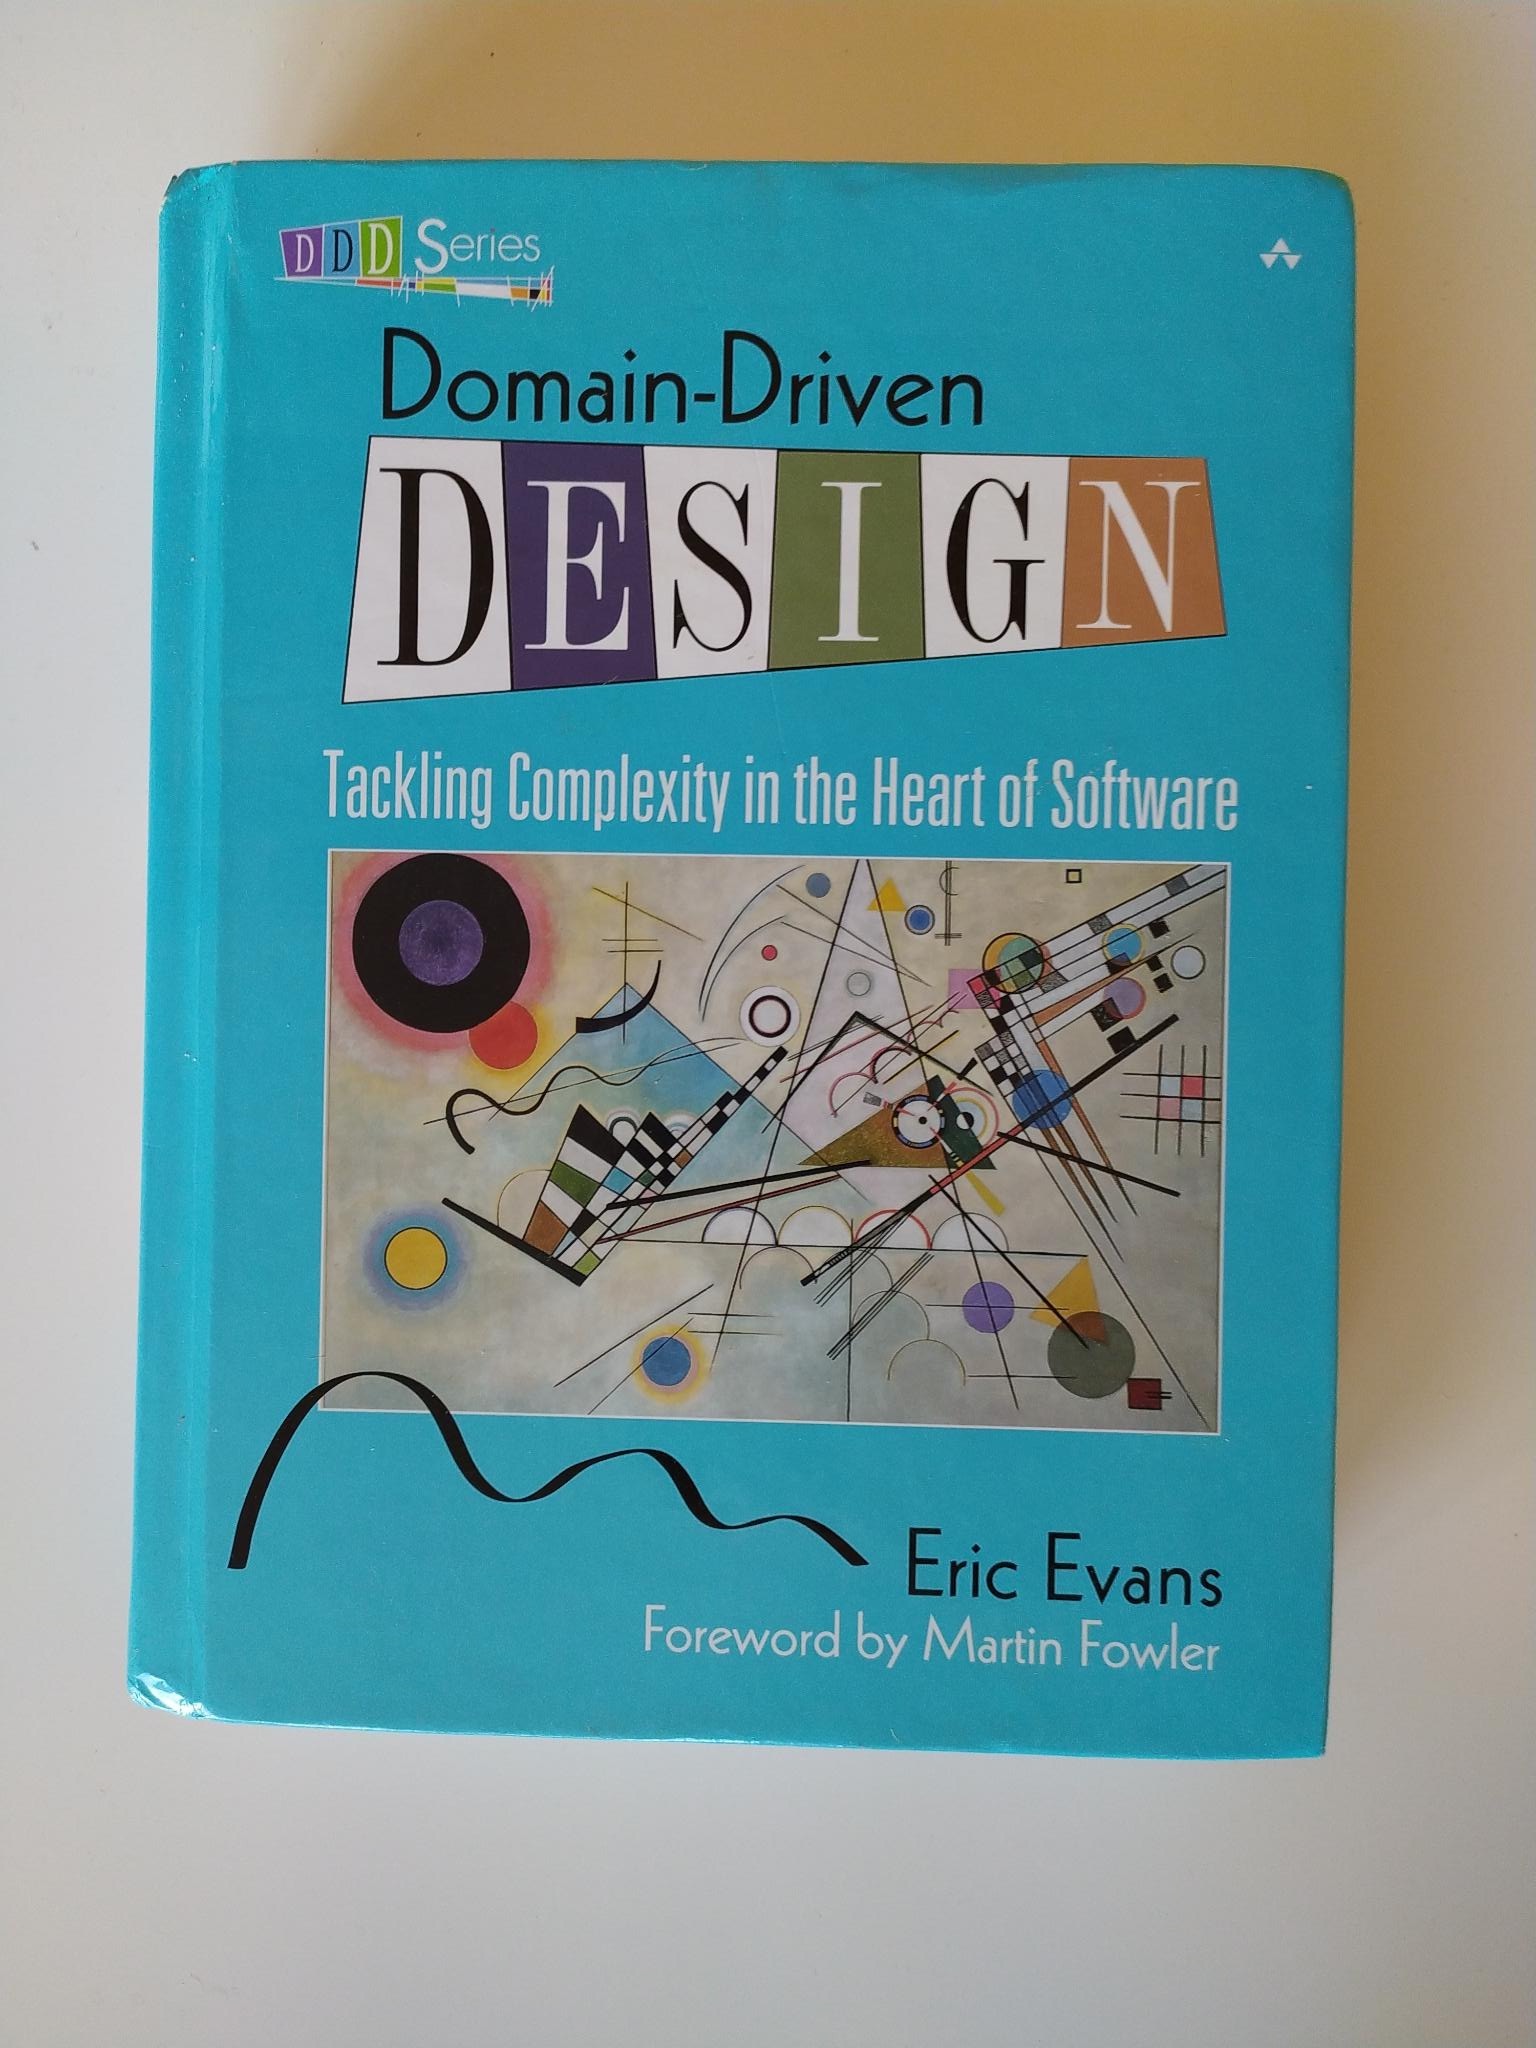 DDD Series
Domain-Driven
DESIGN
Tackling Complexity in the Heart of Software
Eric Evans
Foreword by Martin Fowler